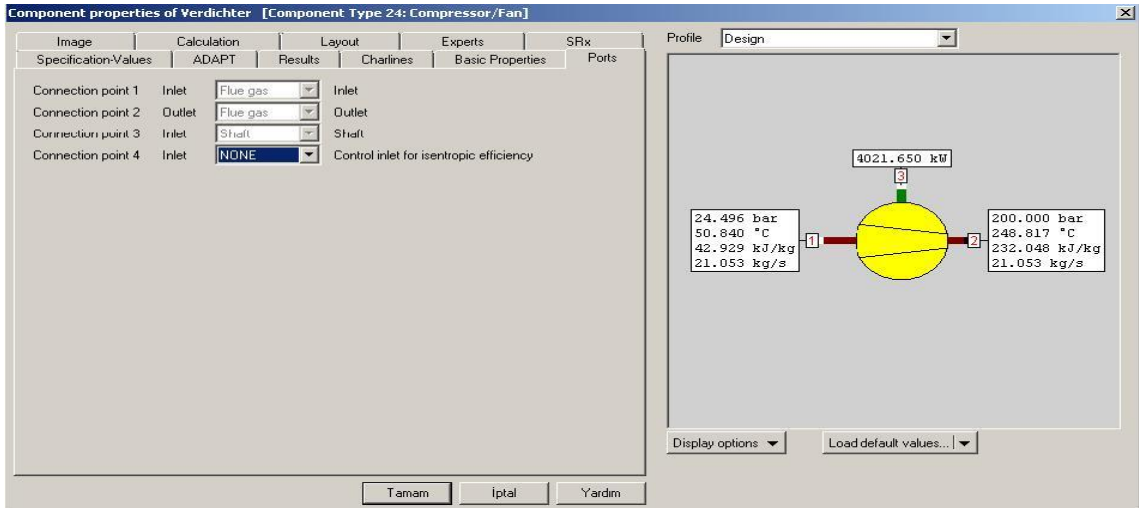 Component properties of Verdichter [Component Type 24: Compressor/Fan]
Image Calculation Layout Experts SRx
Specification-Values ADAPT Results Charlines Basic Properties Ports
Connection point 1 Inlet Flue gas Inlet
Connection point 2 Outlet Flue gas Outlet
Connection point 3 Inlet Shaft Shaft
Connection point 4 Inlet NONE Control inlet for isentropic efficiency
Profile Design
4021.650 kW
3
24.496 bar
50.840 °C
42.929 kJ/kg
21.053 kg/s
1
2
200.000 bar
248.817 °C
232.048 kJ/kg
21.053 kg/s
Display options Load default values...
Tamam İptal Yardım